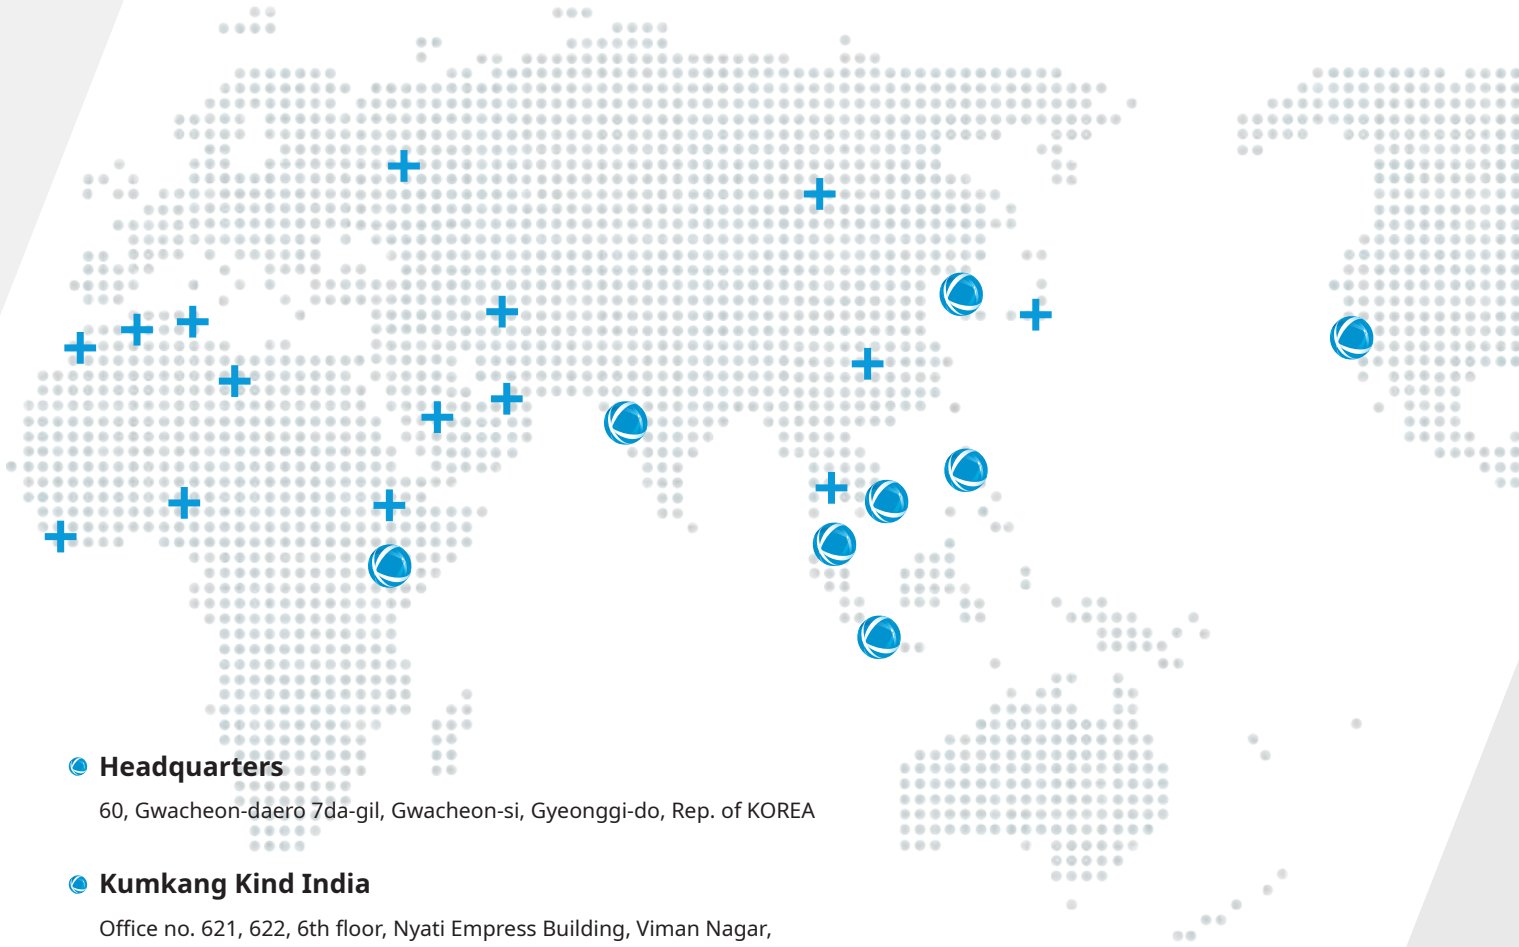 Headquarters
60, Gwacheon-daero 7da-gil, Gwacheon-si, Gyeonggi-do, Rep. of KOREA
Kumkang Kind India
Office no. 621, 622, 6th floor, Nyati Empress Building, Viman Nagar,